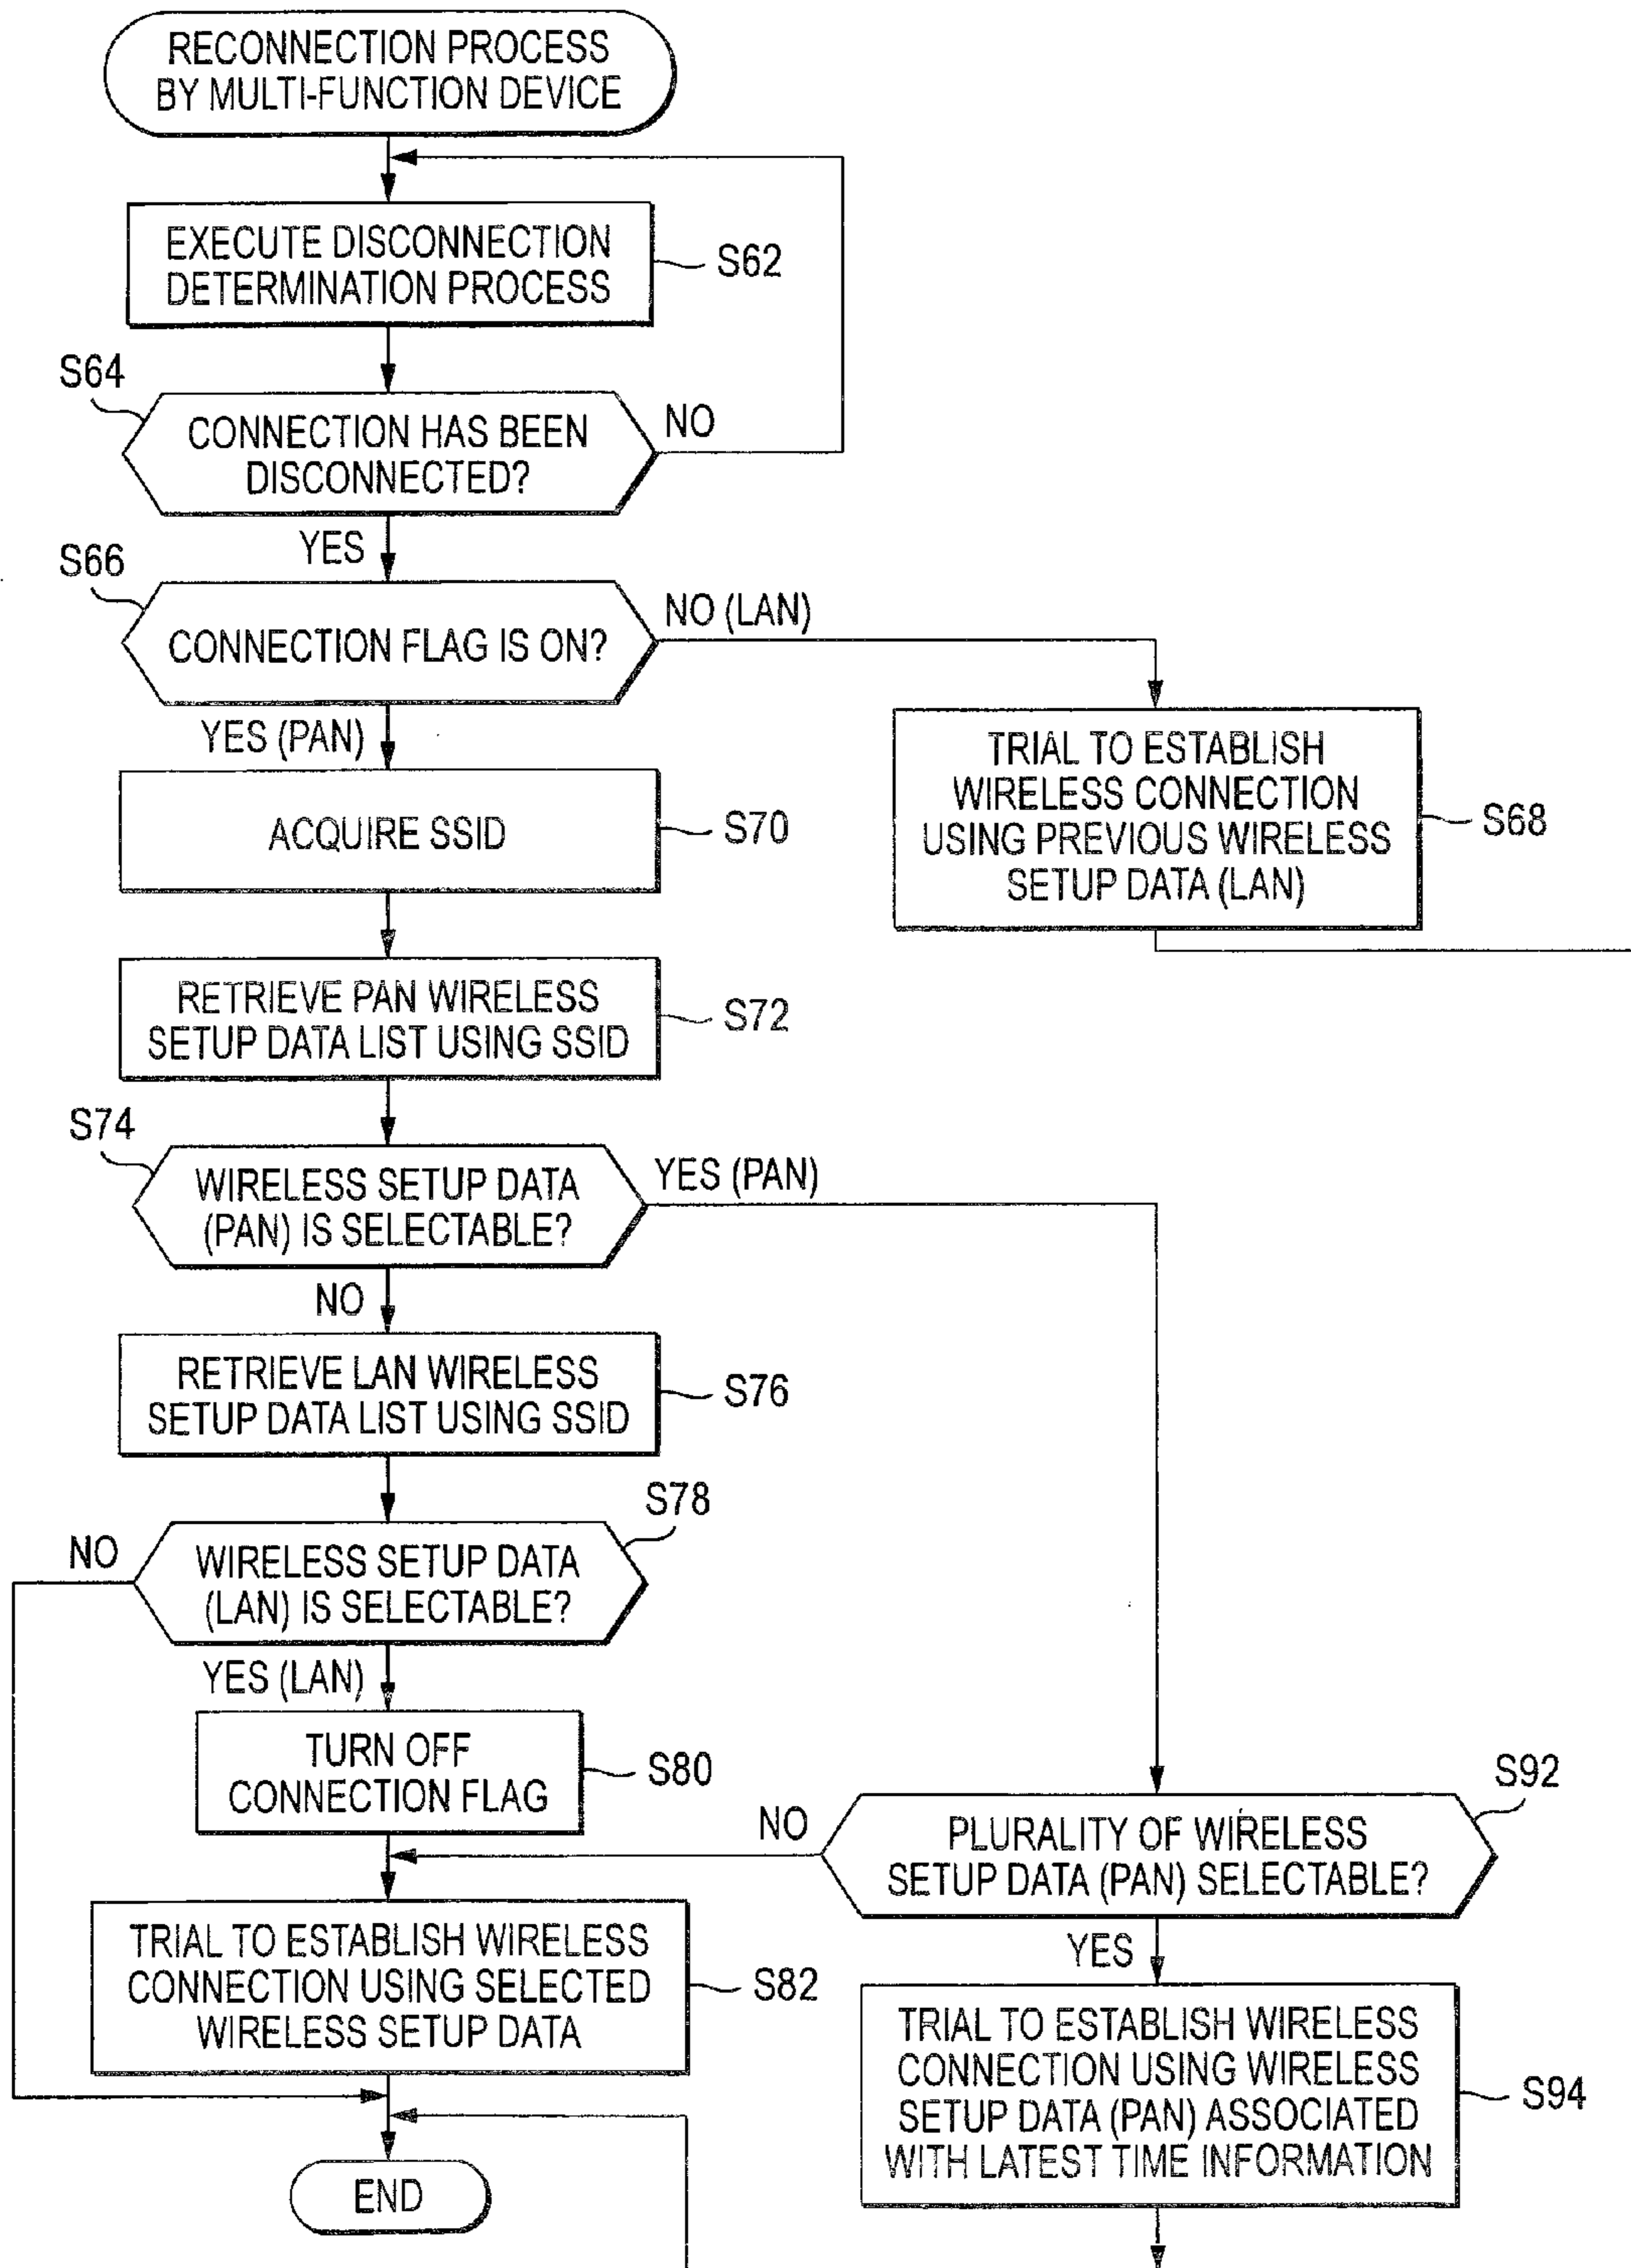 RECONNECTION PROCESS
BY MULTI-FUNCTION DEVICE
EXECUTE DISCONNECTION
DETERMINATION PROCESS
S62
S64
CONNECTION HAS BEEN
DISCONNECTED?
NO
YES
S66
CONNECTION FLAG IS ON?
NO (LAN)
YES (PAN)
TRIAL TO ESTABLISH
WIRELESS CONNECTION
USING PREVIOUS WIRELESS
SETUP DATA (LAN)
S68
ACQUIRE SSID
S70
RETRIEVE PAN WIRELESS
SETUP DATA LIST USING SSID
S72
S74
WIRELESS SETUP DATA
(PAN) IS SELECTABLE?
YES (PAN)
NO
RETRIEVE LAN WIRELESS
SETUP DATA LIST USING SSID
S76
S78
NO
WIRELESS SETUP DATA
(LAN) IS SELECTABLE?
YES (LAN)
TURN OFF
CONNECTION FLAG
S80
S92
NO
PLURALITY OF WIRELESS
SETUP DATA (PAN) SELECTABLE?
YES
TRIAL TO ESTABLISH WIRELESS
CONNECTION USING SELECTED
WIRELESS SETUP DATA
S82
TRIAL TO ESTABLISH WIRELESS
CONNECTION USING WIRELESS
SETUP DATA (PAN) ASSOCIATED
WITH LATEST TIME INFORMATION
S94
END